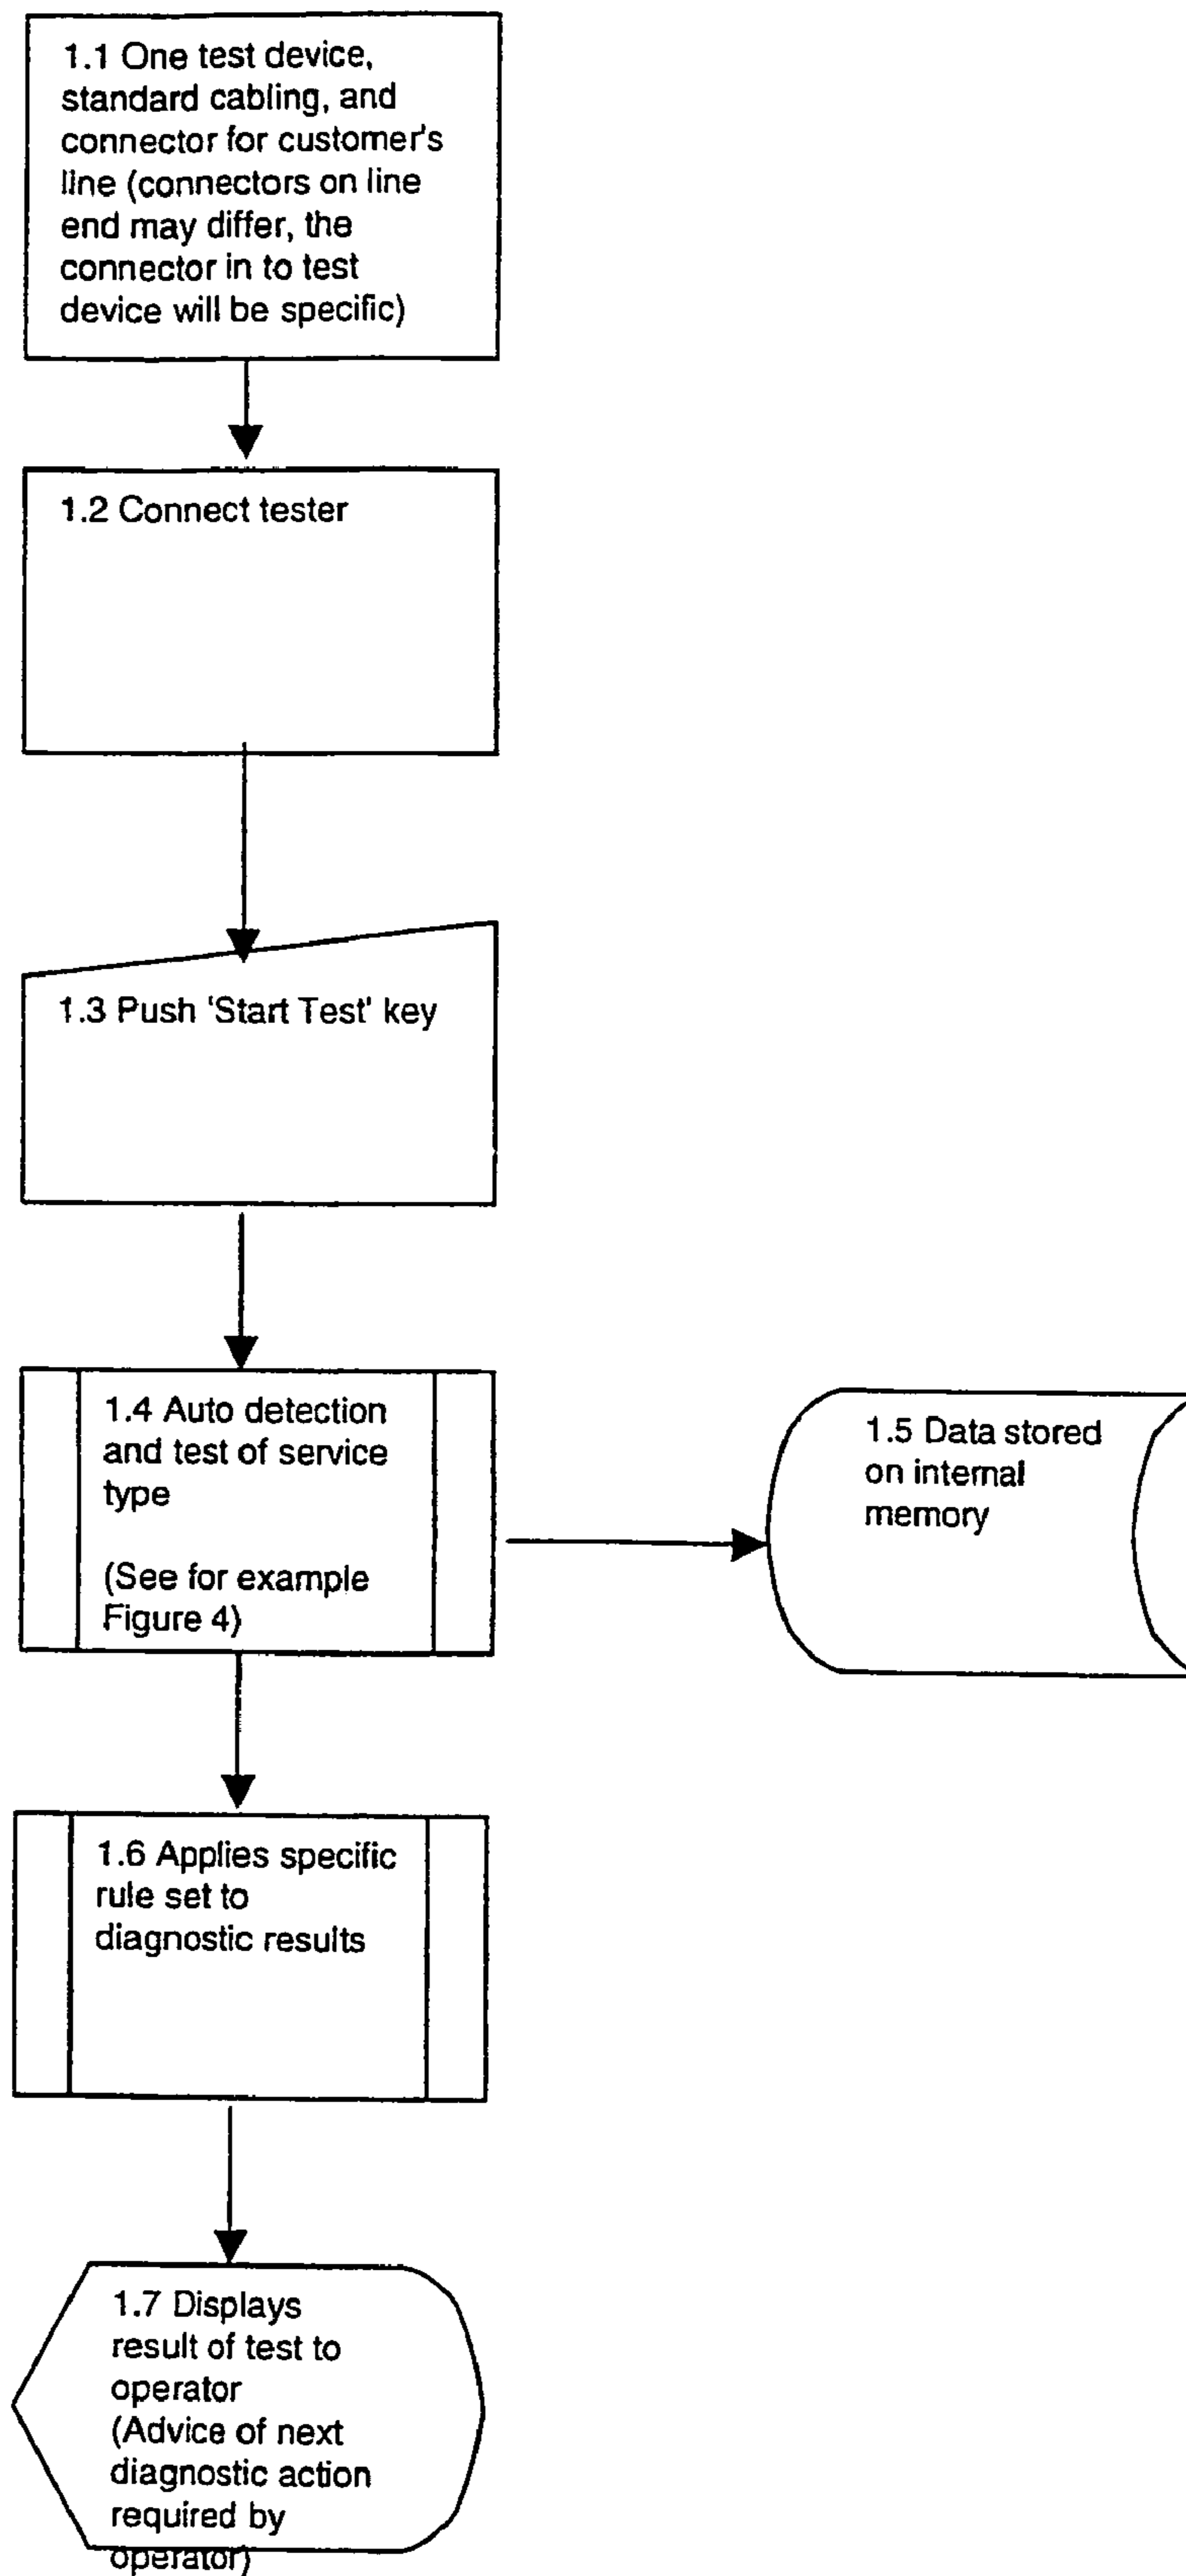 1.1 One test device,
standard cabling, and
connector for customer's
line (connectors on line
end may differ, the
connector in to test
device will be specific)
1.2 Connect tester
1.3 Push 'Start Test' key
1.4 Auto detection
and test of service
type
(See for example
Figure 4)
1.5 Data stored
on internal
memory
1.6 Applies specific
rule set to
diagnostic results
1.7 Displays
result of test to
operator
(Advice of next
diagnostic action
required by
operator)